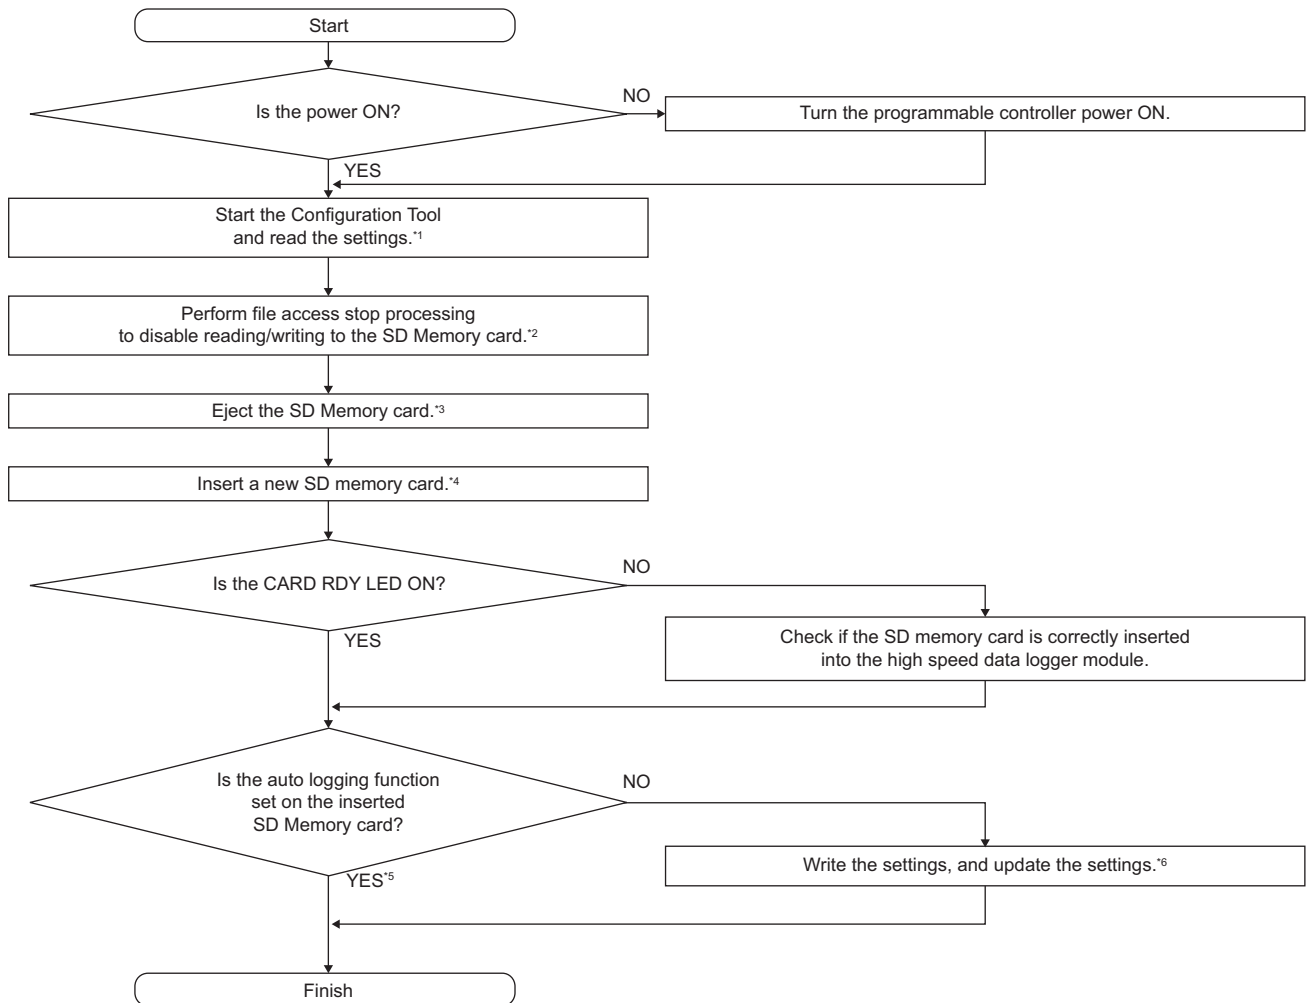 Start
Is the power ON?
NO
Turn the programmable controller power ON.
YES
Start the Configuration Tool
and read the settings.*1
Perform file access stop processing
to disable reading/writing to the SD Memory card.*2
Eject the SD Memory card.*3
Insert a new SD memory card.*4
Is the CARD RDY LED ON?
NO
YES
Check if the SD memory card is correctly inserted
into the high speed data logger module.
Is the auto logging function
set on the inserted
SD Memory card?
NO
Write the settings, and update the settings.*6
YES*5
Finish